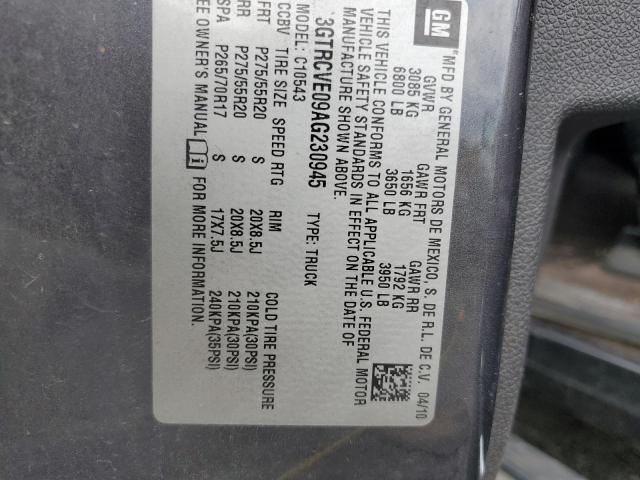 GM
*MFD BY GENERAL MOTORS DE MEXICO, S. DE R.L. DE C.V. 04/10
GVWR GAWR FRT GAWR RR
3085 KG 1656 KG 1792 KG
6800 LB 3650 LB 3950 LB
THIS VEHICLE CONFORMS TO ALL APPLICABLE U.S. FEDERAL MOTOR
VEHICLE SAFETY STANDARDS IN EFFECT ON THE DATE OF
MANUFACTURE SHOWN ABOVE.
3GTRCVE09AG230945 TYPE: TRUCK
MODEL: C10543
CCBV TIRE SIZE SPEED RTG RIM COLD TIRE PRESSURE
FRT P275/55R20 S 20X8.5J 210KPA(30PSI)
RR P275/55R20 S 20X8.5J 210KPA(30PSI)
SPA P265/70R17 S 17X7.5J 240KPA(35PSI)
SEE OWNER'S MANUAL i FOR MORE INFORMATION.